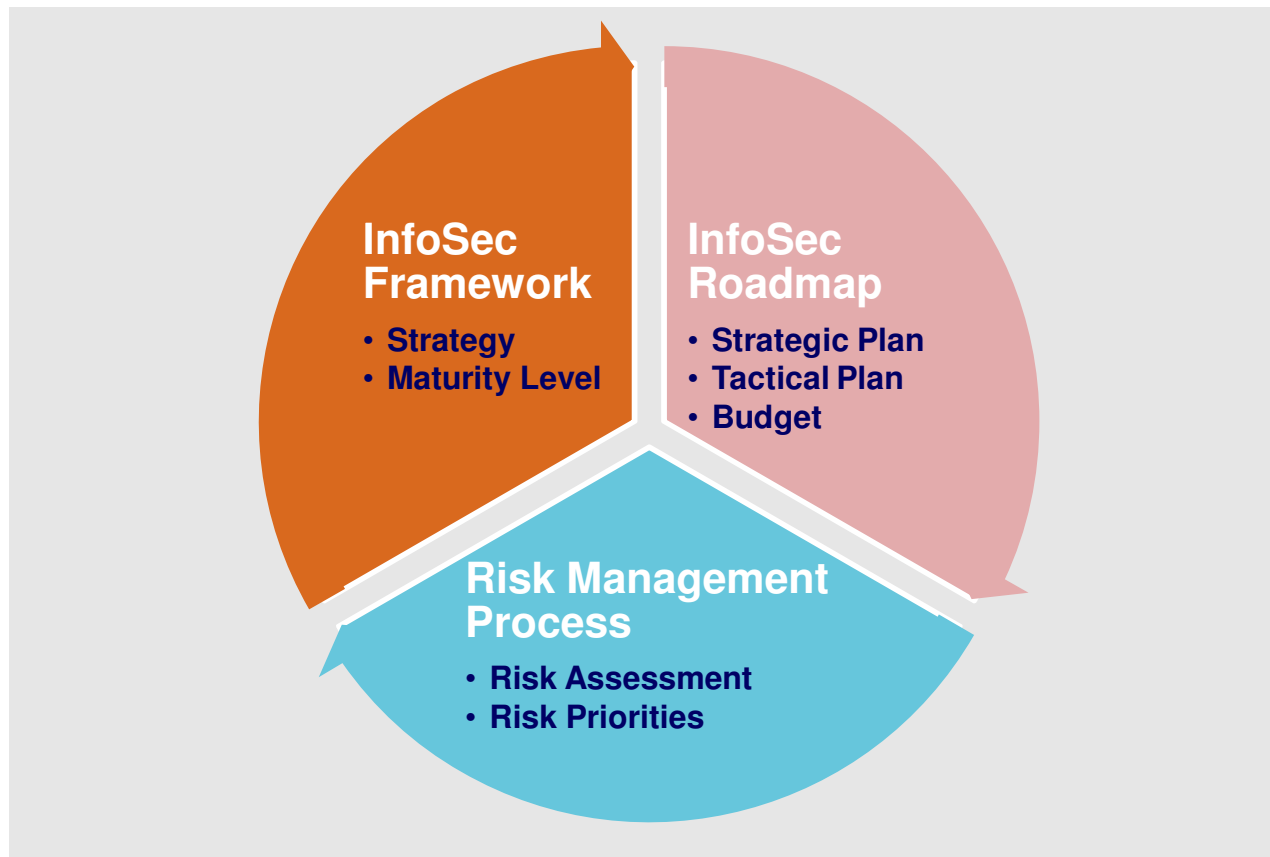 InfoSec
Framework
• Strategy
• Maturity Level
InfoSec
Roadmap
• Strategic Plan
• Tactical Plan
• Budget
Risk Management
Process
• Risk Assessment
• Risk Priorities